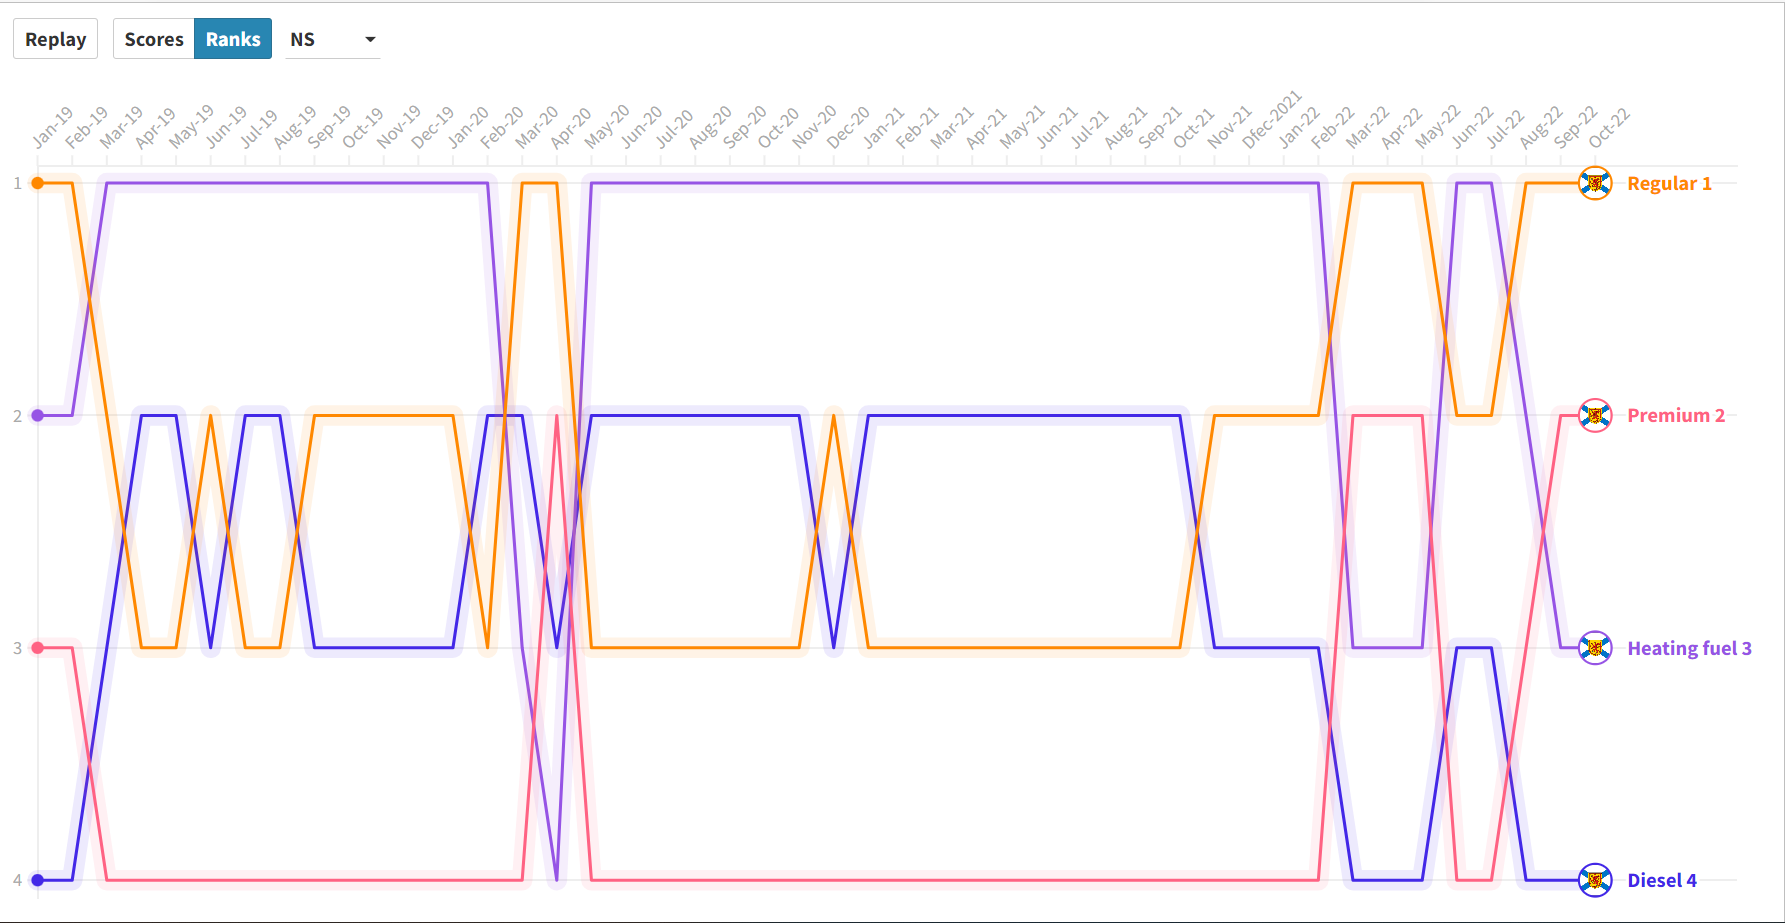 Replay Scores Ranks NS
Jan-19 Feb-19 Mar-19 Apr-19 May-19 Jun-19 Jul-19 Aug-19 Sep-19 Oct-19 Nov-19 Dec-19 Jan-20 Feb-20 Mar-20 Apr-20 May-20 Jun-20 Jul-20 Aug-20 Sep-20 Oct-20 Nov-20 Dec-20 Jan-21 Feb-21 Mar-21 Apr-21 May-21 Jun-21 Jul-21 Aug-21 Sep-21 Oct-21 Nov-21 Dfec-2021 Jan-22 Feb-22 Mar-22 Apr-22 May-22 Jun-22 Jul-22 Aug-22 Sep-22 Oct-22
1 Regular 1
2 Premium 2
3 Heating fuel 3
4 Diesel 4